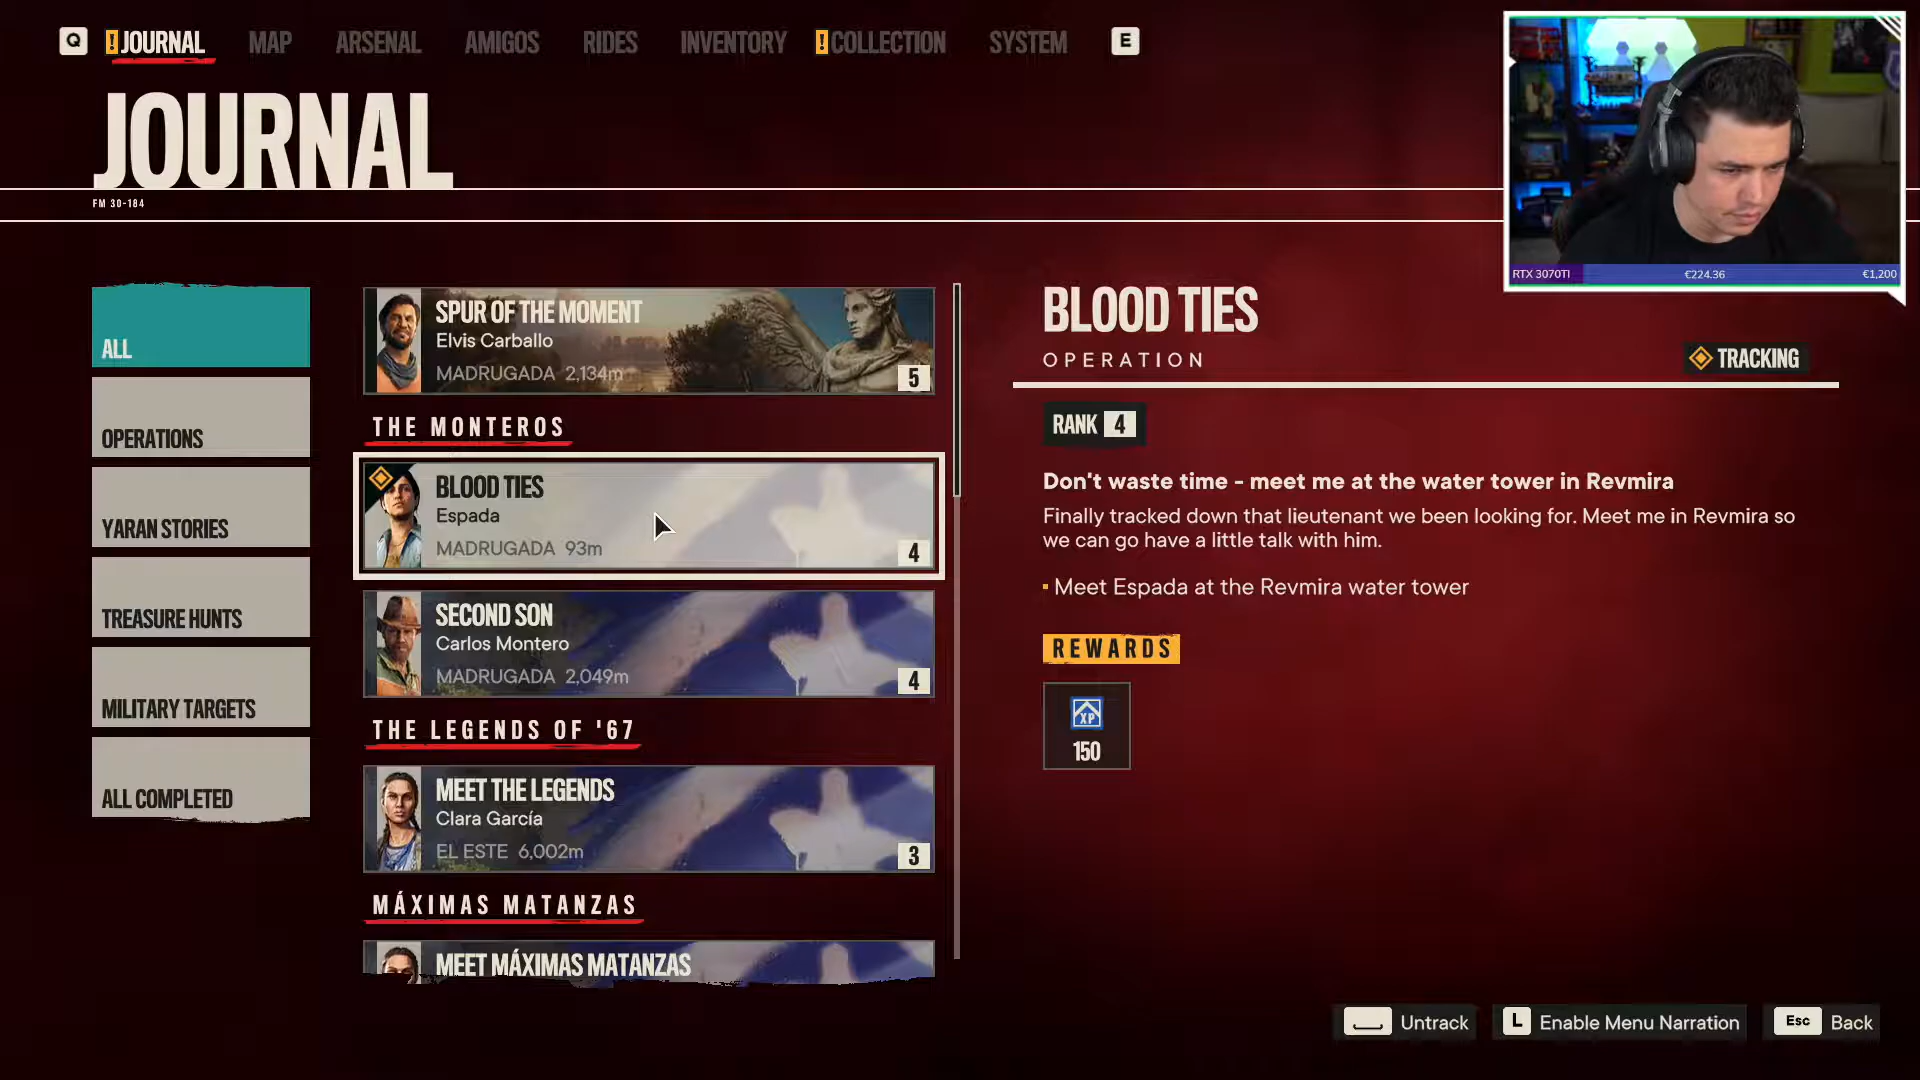 Q
! JOURNAL
MAP
ARSENAL
AMIGOS
RIDES
INVENTORY
! COLLECTION
SYSTEM
E
JOURNAL
FM 30-184
RTX 3070TI
€224.36
€1,200
ALL
OPERATIONS
YARAN STORIES
TREASURE HUNTS
MILITARY TARGETS
ALL COMPLETED
SPUR OF THE MOMENT
Elvis Carballo
MADRUGADA 2,134m
5
THE MONTEROS
BLOOD TIES
Espada
MADRUGADA 93m
4
SECOND SON
Carlos Montero
MADRUGADA 2,049m
4
THE LEGENDS OF '67
MEET THE LEGENDS
Clara García
EL ESTE 6,002m
3
MÁXIMAS MATANZAS
MEET MÁXIMAS MATANZAS
BLOOD TIES
OPERATION
TRACKING
RANK 4
Don't waste time - meet me at the water tower in Revmira
Finally tracked down that lieutenant we been looking for. Meet me in Revmira so
we can go have a little talk with him.
Meet Espada at the Revmira water tower
REWARDS
XP
150
Untrack
L Enable Menu Narration
Esc Back